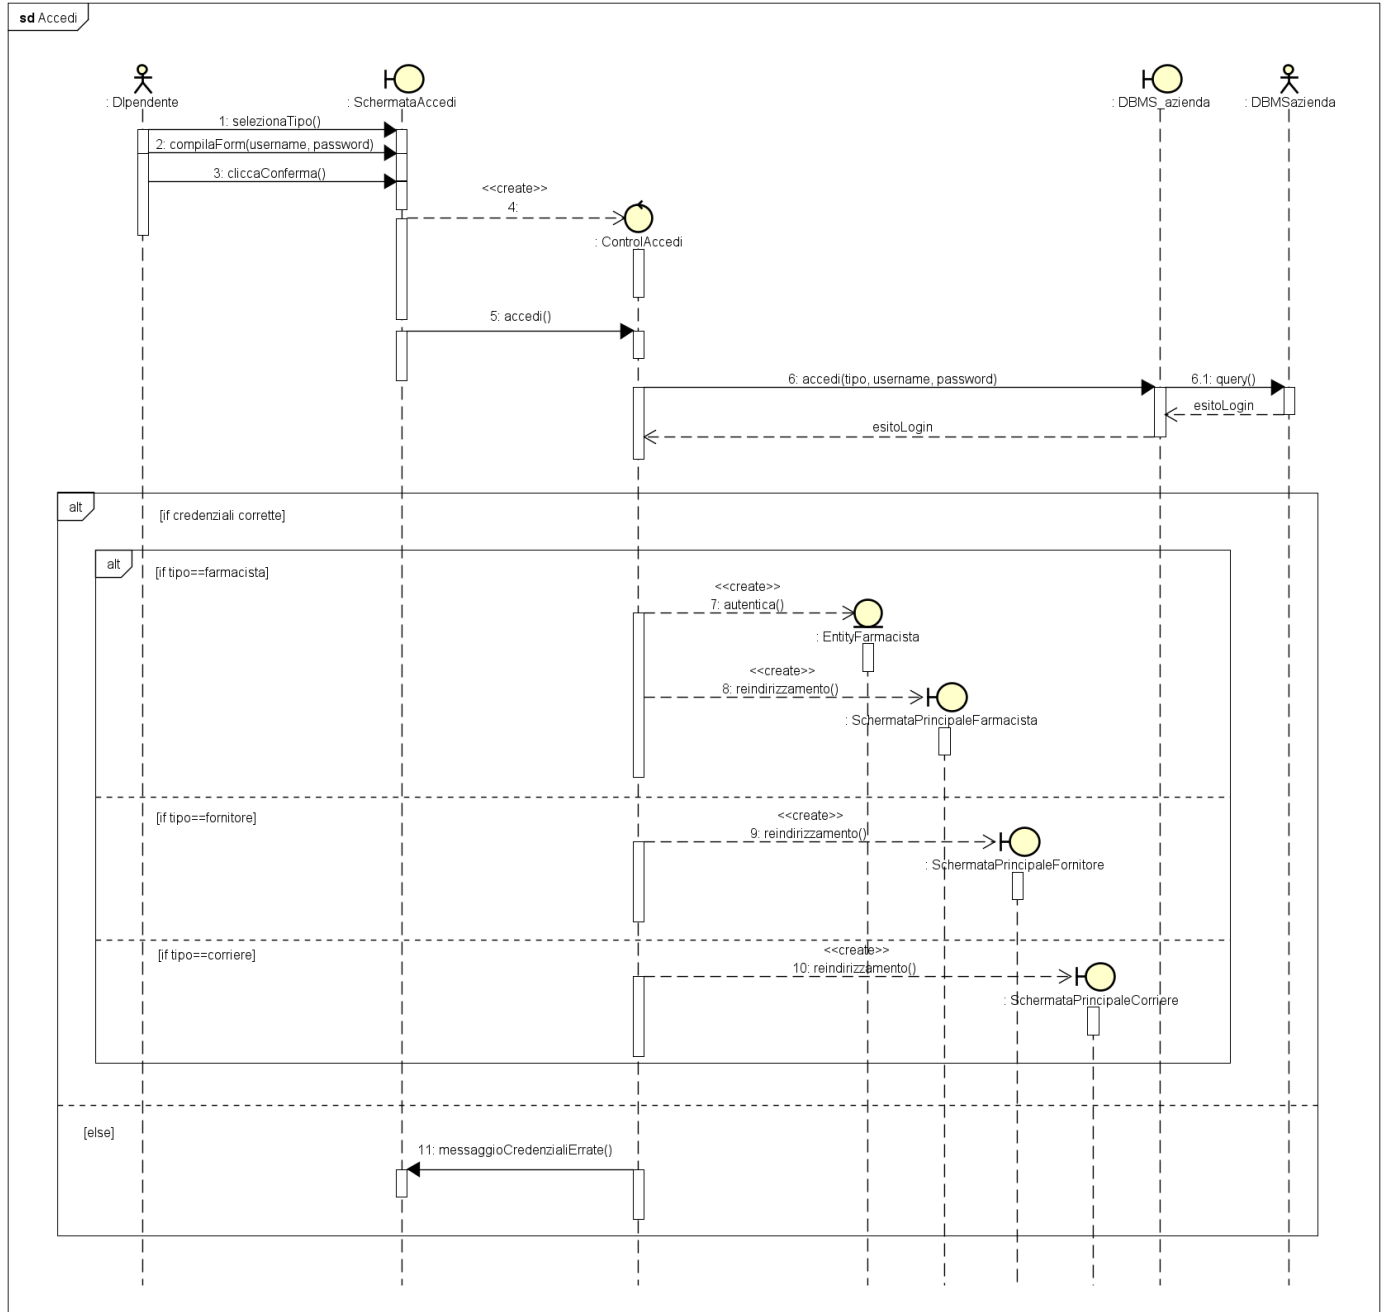 sd Accedi
: DIpendente
: SchermataAccedi
: DBMS_azienda
: DBMSazienda
1: selezionaTipo()
2: compilaForm(username, password)
3: cliccaConferma()
<<create>>
4:
: ControlAccedi
5: accedi()
6: accedi(tipo, username, password)
6.1: query()
esitoLogin
esitoLogin
alt
[if credenziali corrette]
alt
[if tipo==farmacista]
<<create>>
7: autentica()
: EntityFarmacista
<<create>>
8: reindirizzamento()
: SchermataPrincipaleFarmacista
[if tipo==fornitore]
<<create>>
9: reindirizzamento()
: SchermataPrincipaleFornitore
[if tipo==corriere]
<<create>>
10: reindirizzamento()
: SchermataPrincipaleCorriere
[else]
11: messaggioCredenzialiErrate()